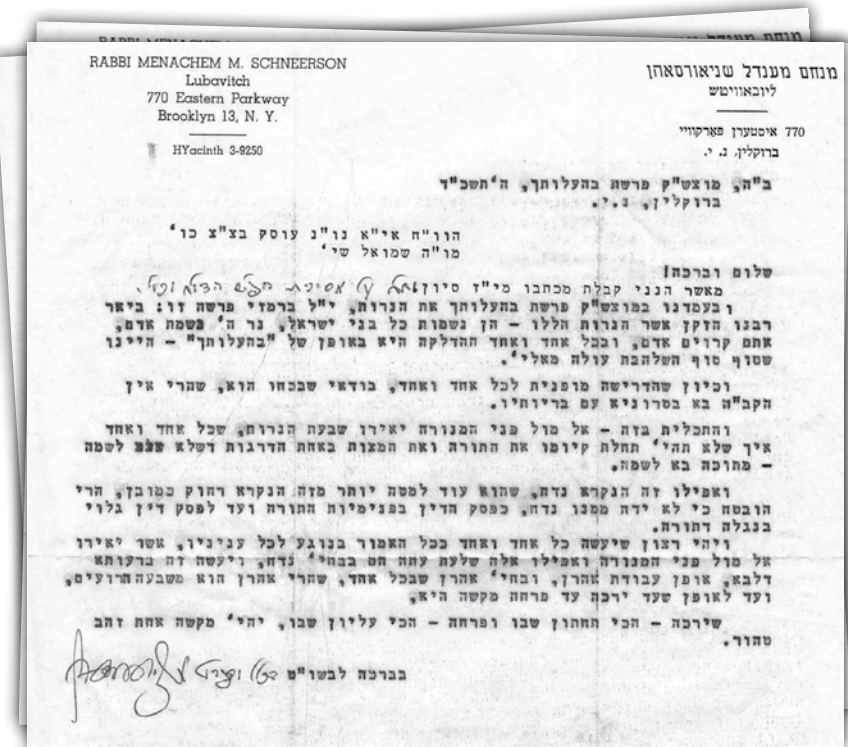 RABBI MENACHEM M. SCHNEERSON
Lubavitch
770 Eastern Parkway
Brooklyn 13, N. Y.
HYacinth 3-9250
מנחם מענדל שניאורסאהן
ליובאוויטש
770 איסטערן פּאַרקוויי
ברוקלין, נ. י.
ב"ה, מוצש"ק פרשת בהעלותך, ה'תשכ"ד
ברוקלין, נ.י.
הוו"ח אי"א נו"נ עוסק בצ"צ כו'
מו"ה שמואל שי'
שלום וברכה!
מאשר הנני קבלת מכתבו מי"ז סיון
ובעמדנו במוצש"ק פרשת בהעלותך את הנרות, י"ל ברמזי פרשה זו: ביאר
רבנו הזקן אשר הנרות הללו - הן נשמות כל בני ישראל, נר ה' נשמת אדם,
אתם קרוים אדם, ובכל אחד ואחד ההדלקה היא באופן של "בהעלותך" - היינו
שסוף סוף השלהבת עולה מאלי'.
וכיון שהדרישה מופנית לכל אחד ואחד, בודאי שבכחו הוא, שהרי אין
הקב"ה בא בטרוניא עם בריותיו.
והתכלית בזה - אל מול פני המנורה יאירו שבעת הנרות, שכל אחד ואחד
איך שלא תהי' תחלת קיומו את התורה ואת המצות באחת הדרגות דשלא לשמה
- מתוכה בא לשמה.
ואפילו זה הנקרא נדח, שהוא עוד למטה יותר מזה הנקרא רחוק כמובן, הרי
הובטח כי לא ידח ממנו נדח, כפסק הדין בפנימיות התורה ועד לפסק דין גלוי
בנגלה דתורה.
ויהי רצון שיעשה כל אחד ואחד ככל האמור בנוגע לכל עניניו, אשר יאירו
אל מול פני המנורה ואפילו אלה שלעת עתה הם בבחי' נדח, ויעשה זה ברעותא
דלבא, אופן עבודת אהרן, ובחי' אהרן שבכל אחד, שהרי אהרן הוא משבעה הרועים,
ועד לאופן שעד ירכה עד פרחה מקשה היא,
שירכה - הכי תחתון שבו ופרחה - הכי עליון שבו, יהי' מקשה אחת זהב
טהור.
בברכה לבשו"ט